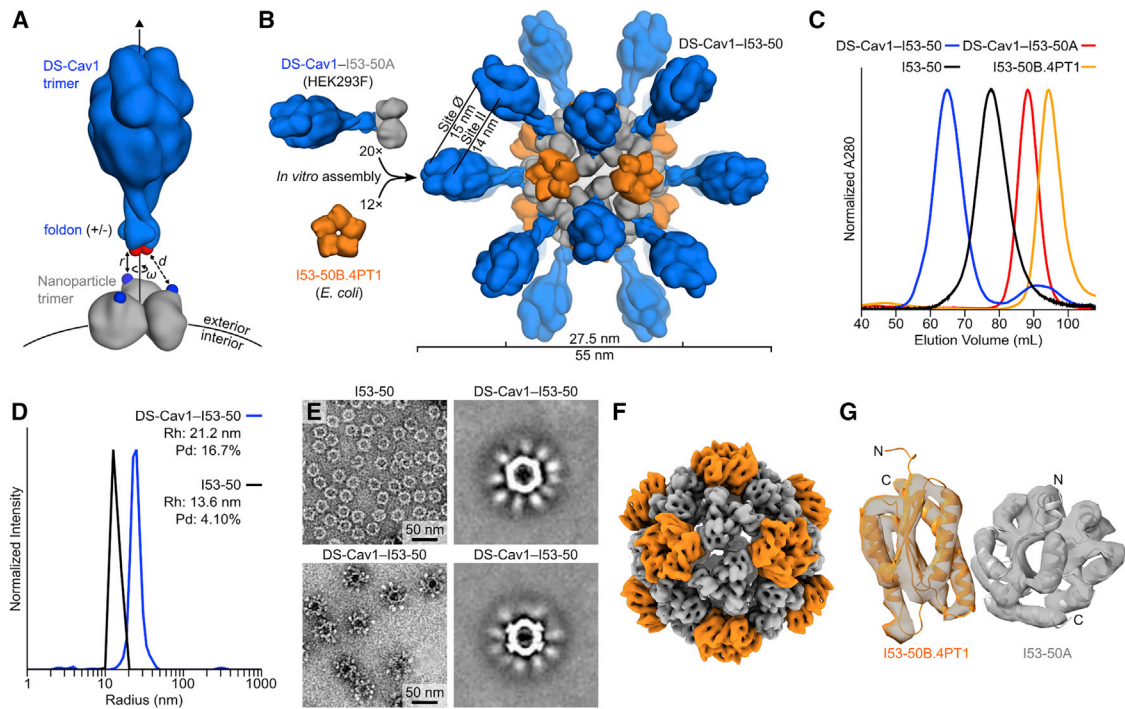 A
DS-Cav1
trimer
foldon (+/-)
r
ω
d
Nanoparticle
trimer
exterior
interior
B
DS-Cav1–I53-50A
(HEK293F)
20×
In vitro assembly
12×
I53-50B.4PT1
(E. coli)
Site Ø
15 nm
Site II
14 nm
DS-Cav1–I53-50
27.5 nm
55 nm
C
DS-Cav1–I53-50 DS-Cav1–I53-50A
I53-50 I53-50B.4PT1
Normalized A280
40 50 60 70 80 90 100
Elution Volume (mL)
D
DS-Cav1–I53-50
Rh: 21.2 nm
Pd: 16.7%
I53-50
Rh: 13.6 nm
Pd: 4.10%
Normalized Intensity
1 10 100 1000
Radius (nm)
E
I53-50
50 nm
DS-Cav1–I53-50
DS-Cav1–I53-50
50 nm
DS-Cav1–I53-50
F
G
N
C
I53-50B.4PT1
N
C
I53-50A